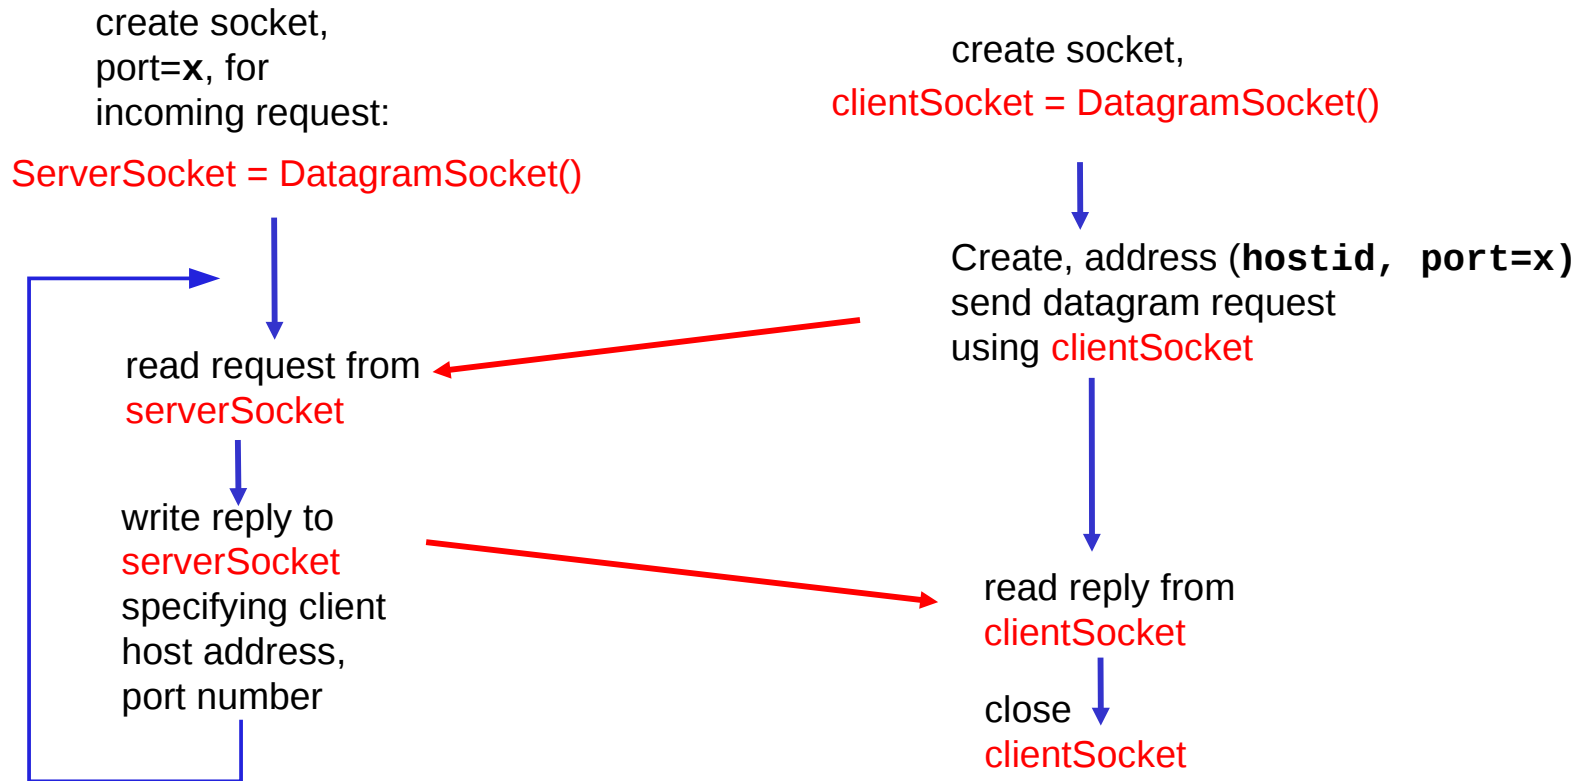 create socket,
port=x, for
incoming request:
ServerSocket = DatagramSocket()
read request from
serverSocket
write reply to
serverSocket
specifying client
host address,
port number
create socket,
clientSocket = DatagramSocket()
Create, address (hostid, port=x)
send datagram request
using clientSocket
read reply from
clientSocket
close
clientSocket